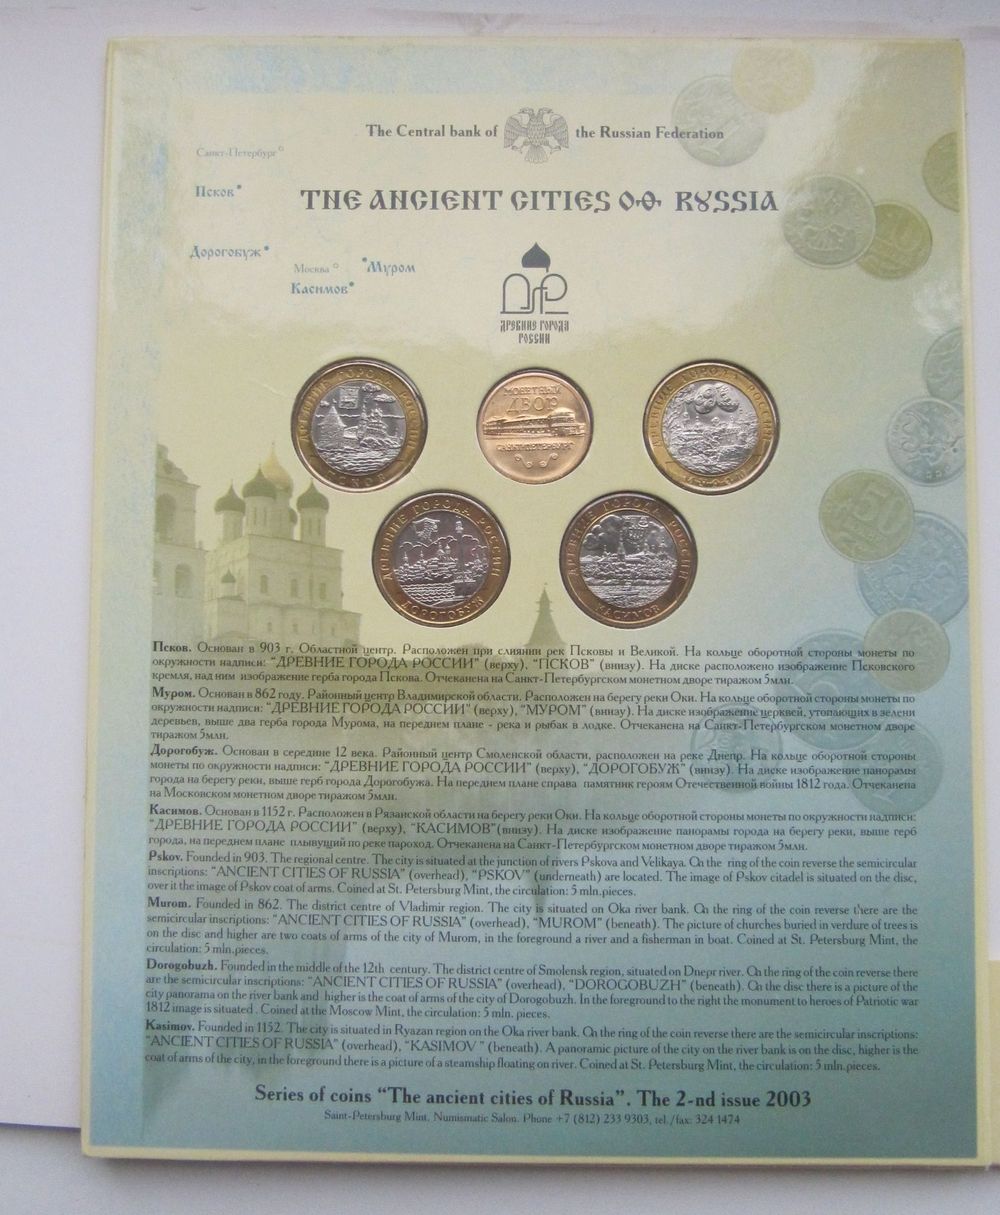 The Central bank of the Russian Federation
Санкт-Петербург
Псков
THE ANCIENT CITIES OF RUSSIA
Дорогобуж
Москва
Муром
Касимов
ДРЕВНИЕ ГОРОДА
РОССИИ
ДРЕВНИЕ ГОРОДА РОССИИ
ПСКОВ
МОНЕТНЫЙ
ДВОР
САНКТ-ПЕТЕРБУРГ
ДРЕВНИЕ ГОРОДА РОССИИ
МУРОМ
ДРЕВНИЕ ГОРОДА РОССИИ
ДОРОГОБУЖ
ДРЕВНИЕ ГОРОДА РОССИИ
КАСИМОВ
Псков. Основан в 903 г. Областной центр. Расположен при слиянии рек Псковы и Великой. На кольце оборотной стороны монеты по
окружности надписи: "ДРЕВНИЕ ГОРОДА РОССИИ" (верху), "ПСКОВ" (внизу). На диске расположено изображение Псковского
кремля, над ним изображение герба города Пскова. Отчеканена на Санкт-Петербургском монетном дворе тиражом 5млн.
Муром. Основан в 862 году. Районный центр Владимирской области. Расположен на берегу реки Оки. На кольце оборотной стороны монеты по
окружности надписи: "ДРЕВНИЕ ГОРОДА РОССИИ" (верху), "МУРОМ" (внизу). На диске изображение церквей, утопающих в зелени
деревьев, выше два герба города Мурома, на переднем плане - река и рыбак в лодке. Отчеканена на Санкт-Петербургском монетном дворе
тиражом 5млн.
Дорогобуж. Основан в середине 12 века. Районный центр Смоленской области, расположен на реке Днепр. На кольце оборотной стороны
монеты по окружности надписи: "ДРЕВНИЕ ГОРОДА РОССИИ" (верху), "ДОРОГОБУЖ" (внизу). На диске изображение панорамы
города на берегу реки, выше герб города Дорогобужа. На переднем плане справа памятник героям Отечественной войны 1812 года. Отчеканена
на Московском монетном дворе тиражом 5млн.
Касимов. Основан в 1152 г. Расположен в Рязанской области на берегу реки Оки. На кольце оборотной стороны монеты по окружности надписи:
"ДРЕВНИЕ ГОРОДА РОССИИ" (верху), "КАСИМОВ"(внизу). На диске изображение панорамы города на берегу реки, выше герб
города, на переднем плане плывущий по реке пароход. Отчеканена на Санкт-Петербургском монетном дворе тиражом 5млн.
Pskov. Founded in 903. The regional centre. The city is situated at the junction of rivers Pskova and Velikaya. On the ring of the coin reverse the semicircular
inscriptions: "ANCIENT CITIES OF RUSSIA" (overhead), "PSKOV" (underneath) are located. The image of Pskov citadel is situated on the disc,
over it the image of Pskov coat of arms. Coined at St. Petersburg Mint, the circulation: 5 mln.pieces.
Murom. Founded in 862. The district centre of Vladimir region. The city is situated on Oka river bank. On the ring of the coin reverse there are the
semicircular inscriptions: "ANCIENT CITIES OF RUSSIA" (overhead), "MUROM" (beneath). The picture of churches buried in verdure of trees is
on the disc and higher are two coats of arms of the city of Murom, in the foreground a river and a fisherman in boat. Coined at St. Petersburg Mint, the
circulation: 5 mln.pieces.
Dorogobuzh. Founded in the middle of the 12th century. The district centre of Smolensk region, situated on Dnepr river. On the ring of the coin reverse there
are the semicircular inscriptions: "ANCIENT CITIES OF RUSSIA" (overhead), "DOROGOBUZH" (beneath). On the disc there is a picture of the
city panorama on the river bank and higher is the coat of arms of the city of Dorogobuzh. In the foreground to the right the monument to heroes of Patriotic war
1812 image is situated . Coined at the Moscow Mint, the circulation: 5 mln. pieces.
Kasimov. Founded in 1152. The city is situated in Ryazan region on the Oka river bank. On the ring of the coin reverse there are the semicircular inscriptions:
"ANCIENT CITIES OF RUSSIA" (overhead), "KASIMOV " (beneath). A panoramic picture of the city on the river bank is on the disc, higher is the
coat of arms of the city, in the foreground there is a picture of a steamship floating on river. Coined at St. Petersburg Mint, the circulation: 5 mln.pieces.
Series of coins "The ancient cities of Russia". The 2-nd issue 2003
Saint-Petersburg Mint. Numismatic Salon. Phone +7 (812) 233 9303, tel./fax: 324 1474